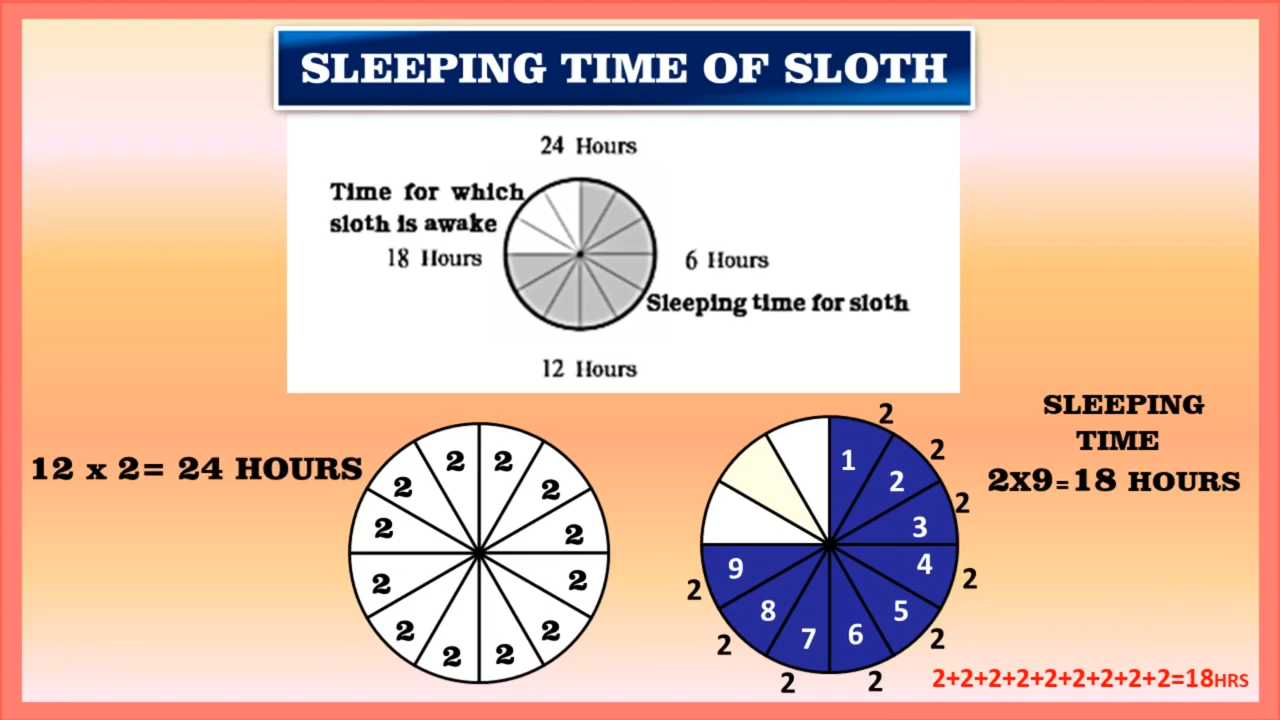 SLEEPING TIME OF SLOTH
24 Hours
Time for which
sloth is awake
18 Hours
6 Hours
Sleeping time for sloth
12 Hours
12 x 2= 24 HOURS
2
2
2
2
2
2
2
2
2
2
2
2
SLEEPING
TIME
2x9=18 HOURS
1
2
3
4
5
6
7
8
9
2
2
2
2
2
2
2
2
2
2+2+2+2+2+2+2+2+2=18HRS